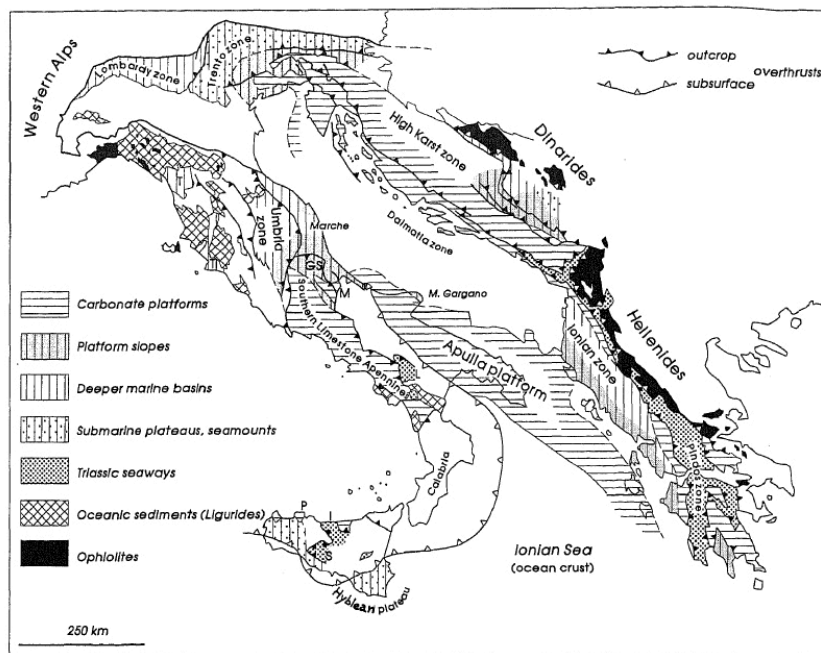 Western Alps
Lombardy zone
Trento zone
outcrop
overthrusts
subsurface
High Karst zone
Dinarides
Umbria
zone
Marche
Dalmatia zone
GS
M
M. Gargano
Southern Limestone Apennines
Apulia platform
Ionian zone
Hellenides
Pindos zone
Calabria
P
I
S
Ionian Sea
(ocean crust)
Hyblean plateau
Carbonate platforms
Platform slopes
Deeper marine basins
Submarine plateaus, seamounts
Triassic seaways
Oceanic sediments (Ligurides)
Ophiolites
250 km